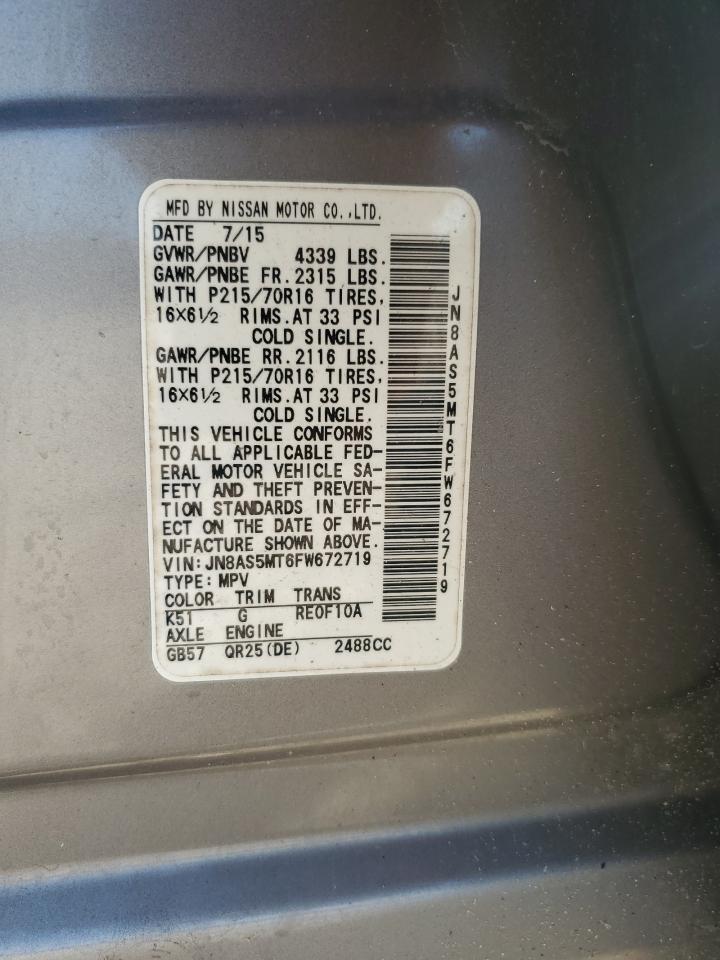 MFD BY NISSAN MOTOR CO.,LTD.
DATE 7/15
GVWR/PNBV 4339 LBS.
GAWR/PNBE FR. 2315 LBS.
WITH P215/70R16 TIRES,
16X6½ RIMS. AT 33 PSI
COLD SINGLE.
GAWR/PNBE RR. 2116 LBS.
WITH P215/70R16 TIRES,
16X6½ RIMS. AT 33 PSI
COLD SINGLE.
THIS VEHICLE CONFORMS
TO ALL APPLICABLE FED-
ERAL MOTOR VEHICLE SA-
FETY AND THEFT PREVEN-
TION STANDARDS IN EFF-
ECT ON THE DATE OF MA-
NUFACTURE SHOWN ABOVE.
VIN: JN8AS5MT6FW672719
TYPE: MPV
COLOR TRIM TRANS
K51 G RE0F10A
AXLE ENGINE
GB57 QR25(DE) 2488CC
JN8AS5MT6FW672719